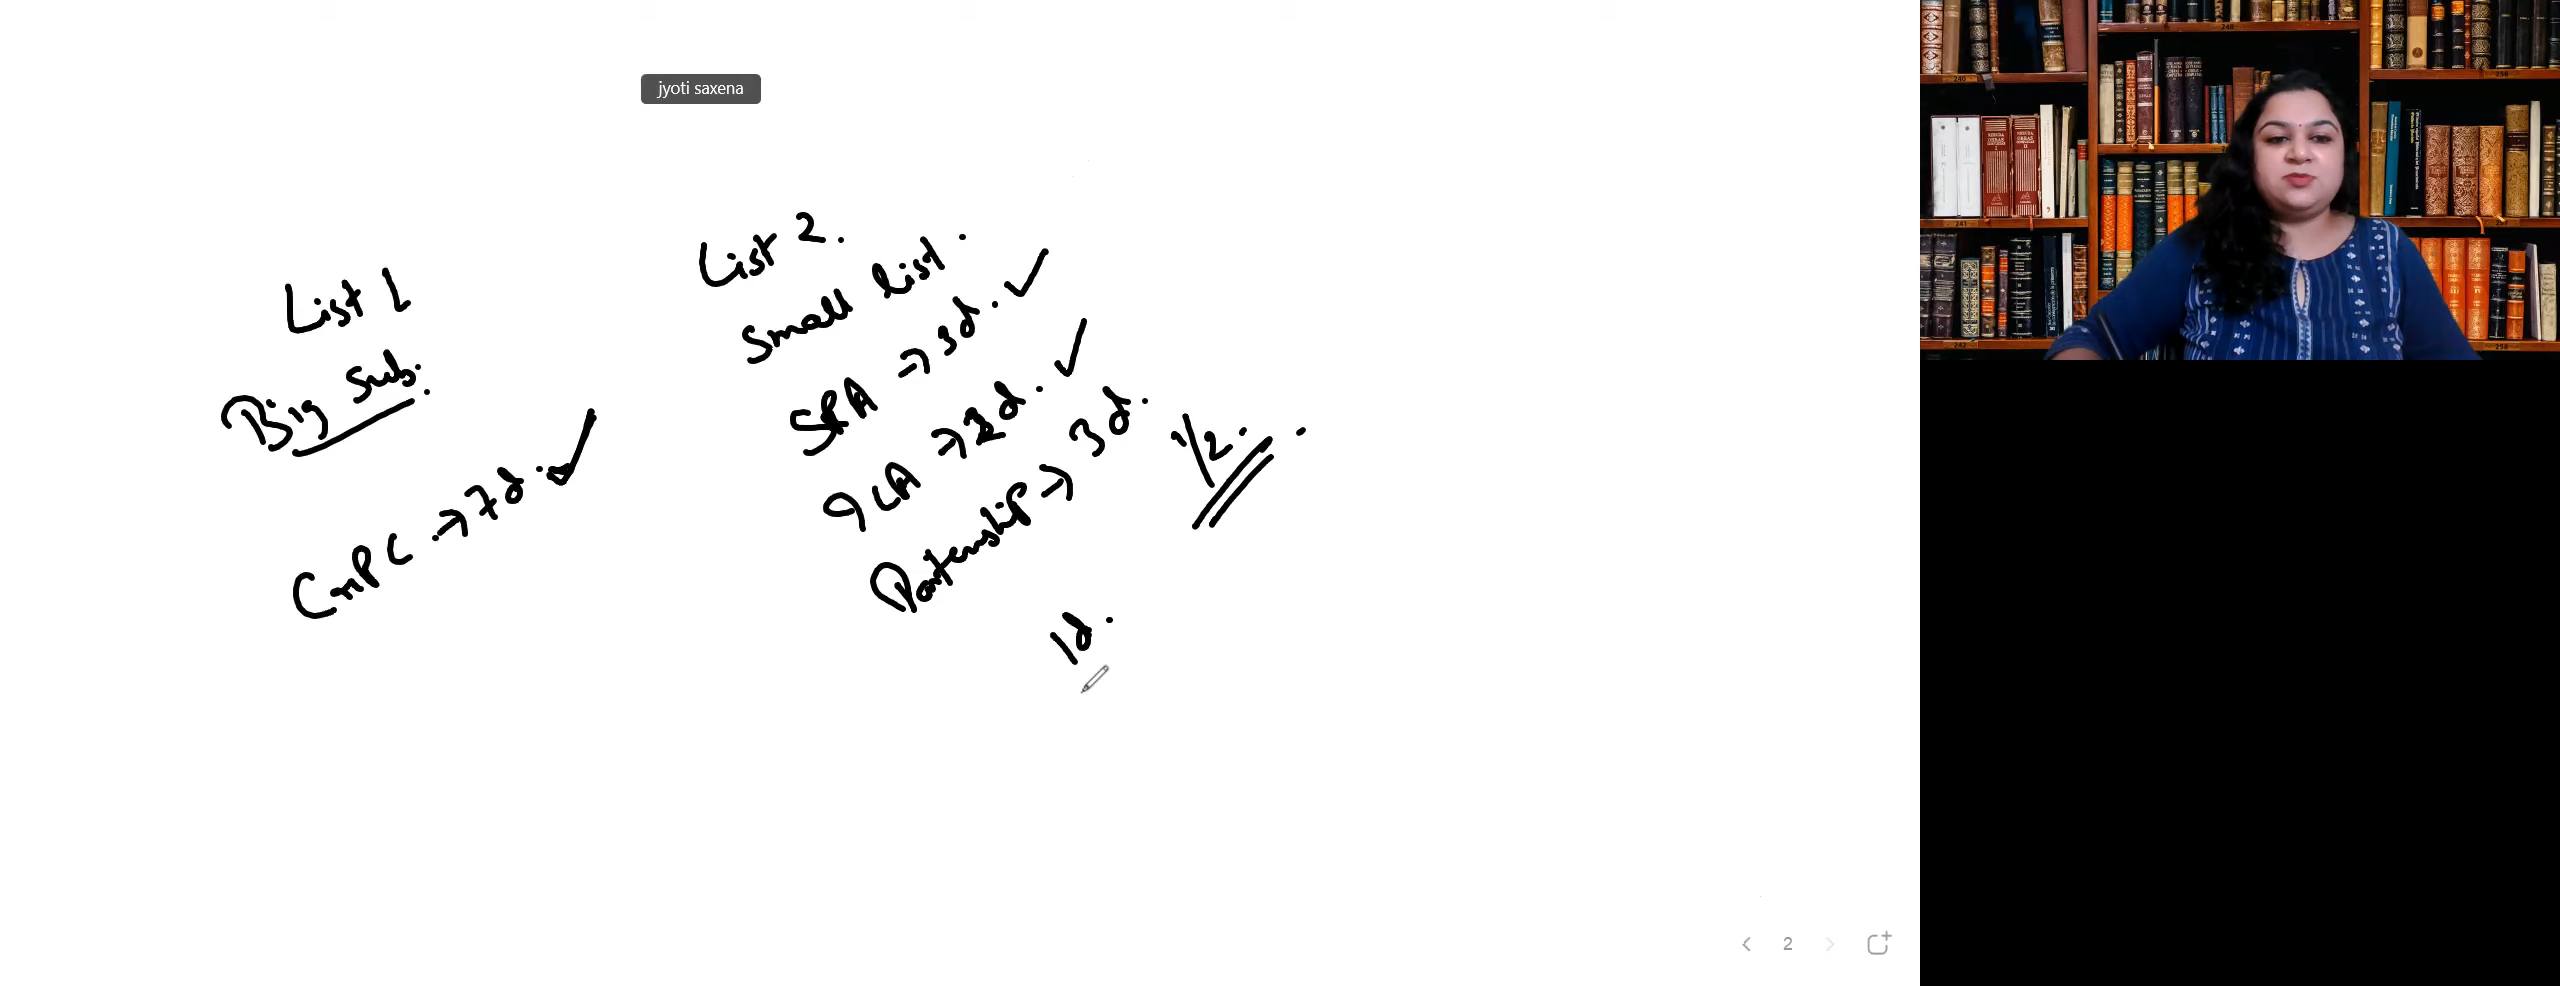 jyoti saxena
List 1
Big Sub.
CrPC → 7d. ✓
List 2.
Small list.
SRA → 3d. ✓
→ 2d. ✓
Partnership → 3d.
1/2.
1d.
2